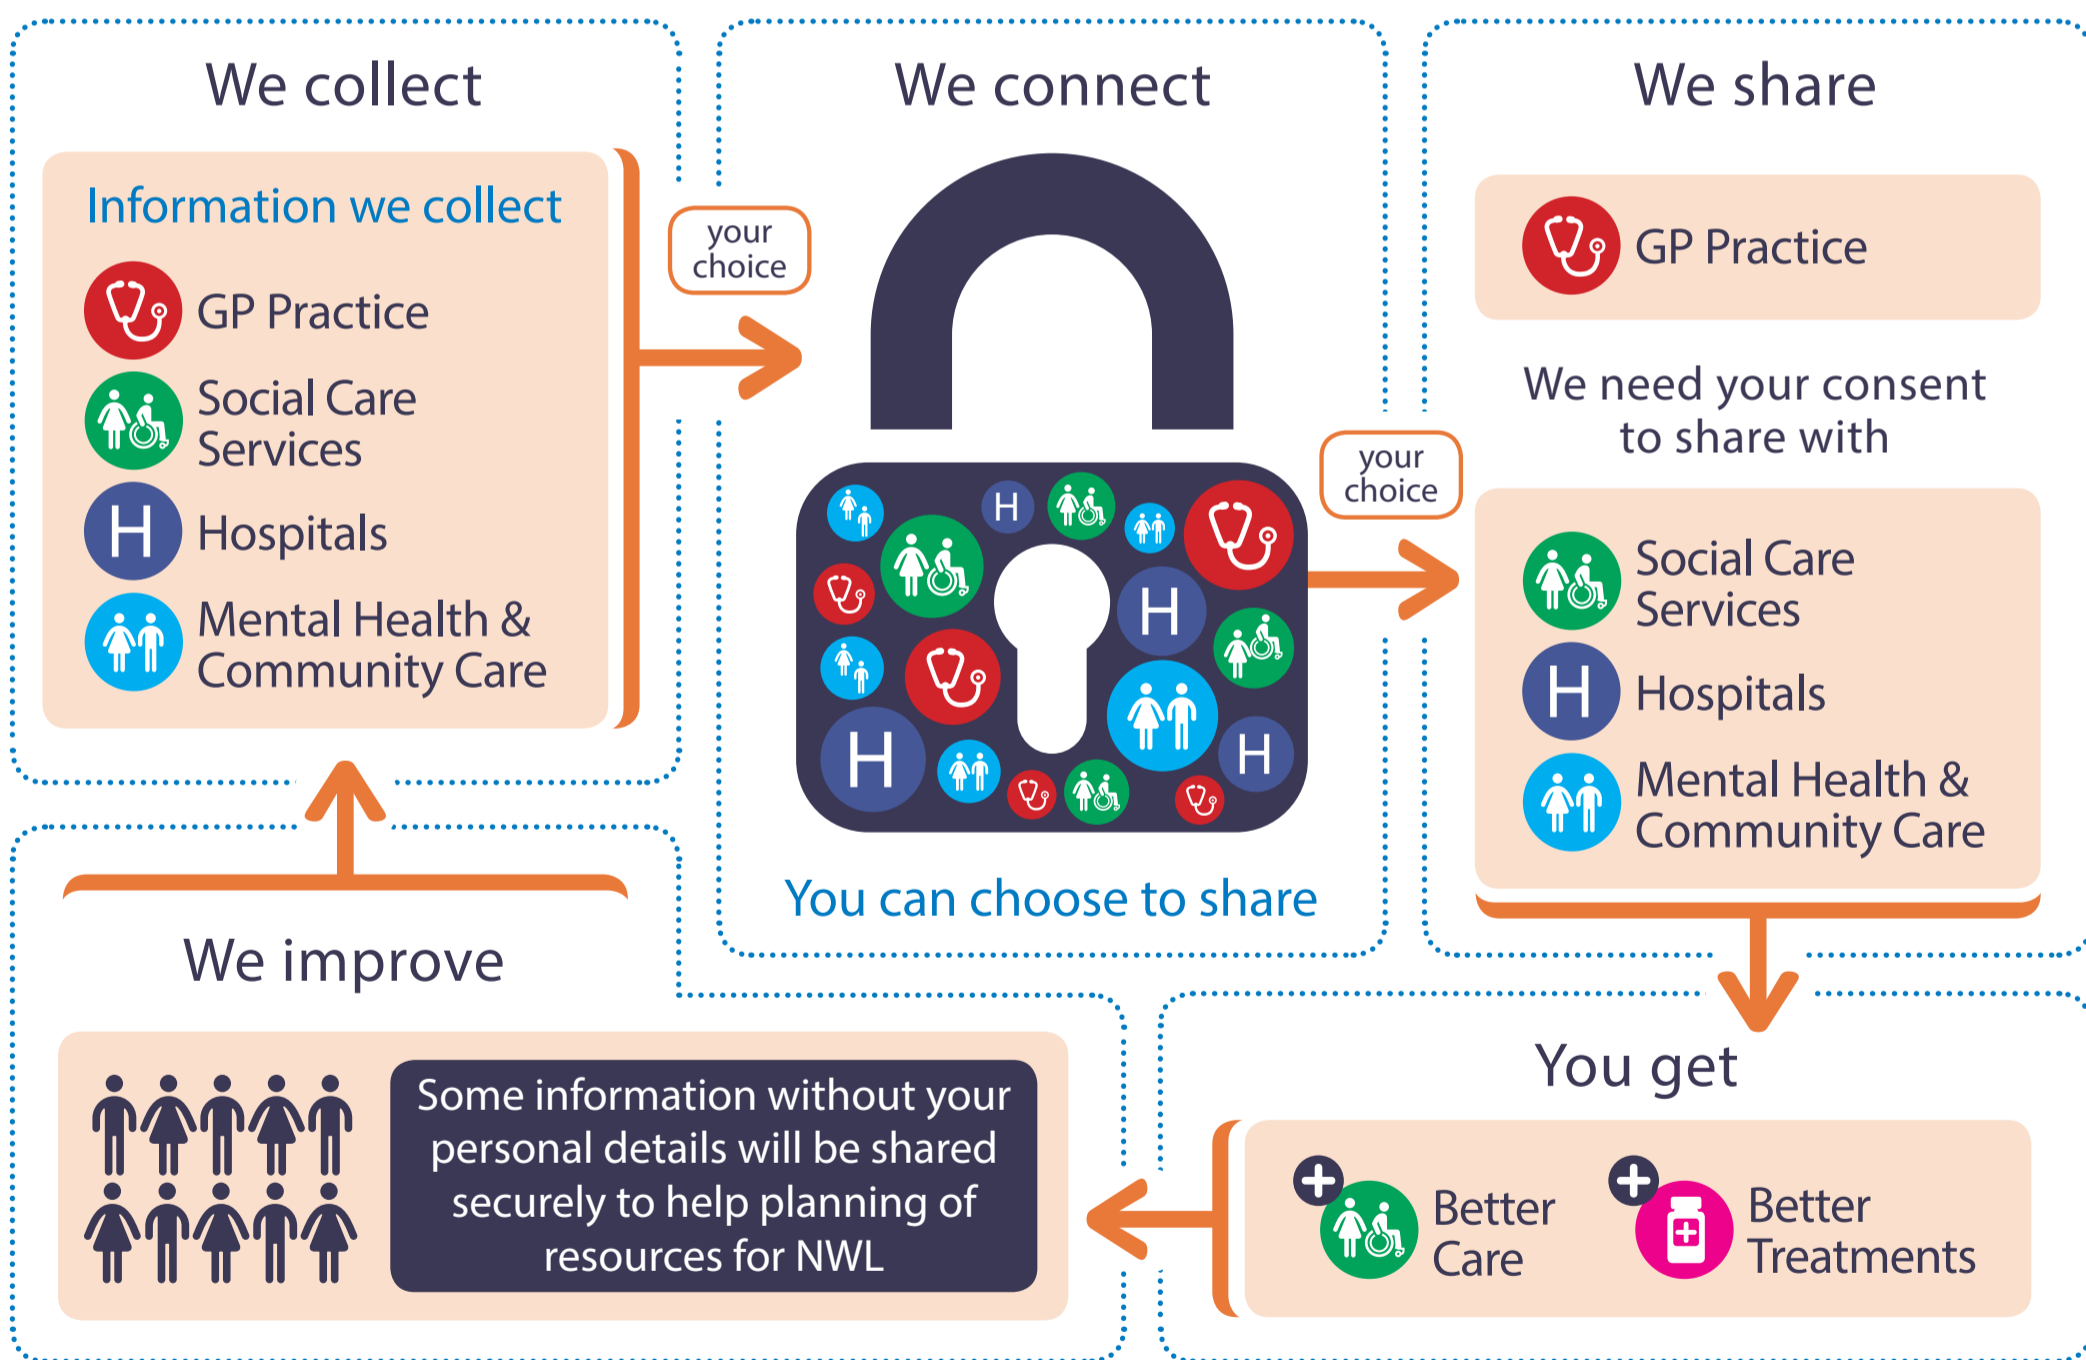 We collect
Information we collect
GP Practice
Social Care
Services
H
Hospitals
Mental Health &
Community Care
your
choice
We connect
H
H
H
H
You can choose to share
your
choice
We share
GP Practice
We need your consent
to share with
Social Care
Services
H
Hospitals
Mental Health &
Community Care
You get
Better
Care
Better
Treatments
We improve
Some information without your
personal details will be shared
securely to help planning of
resources for NWL